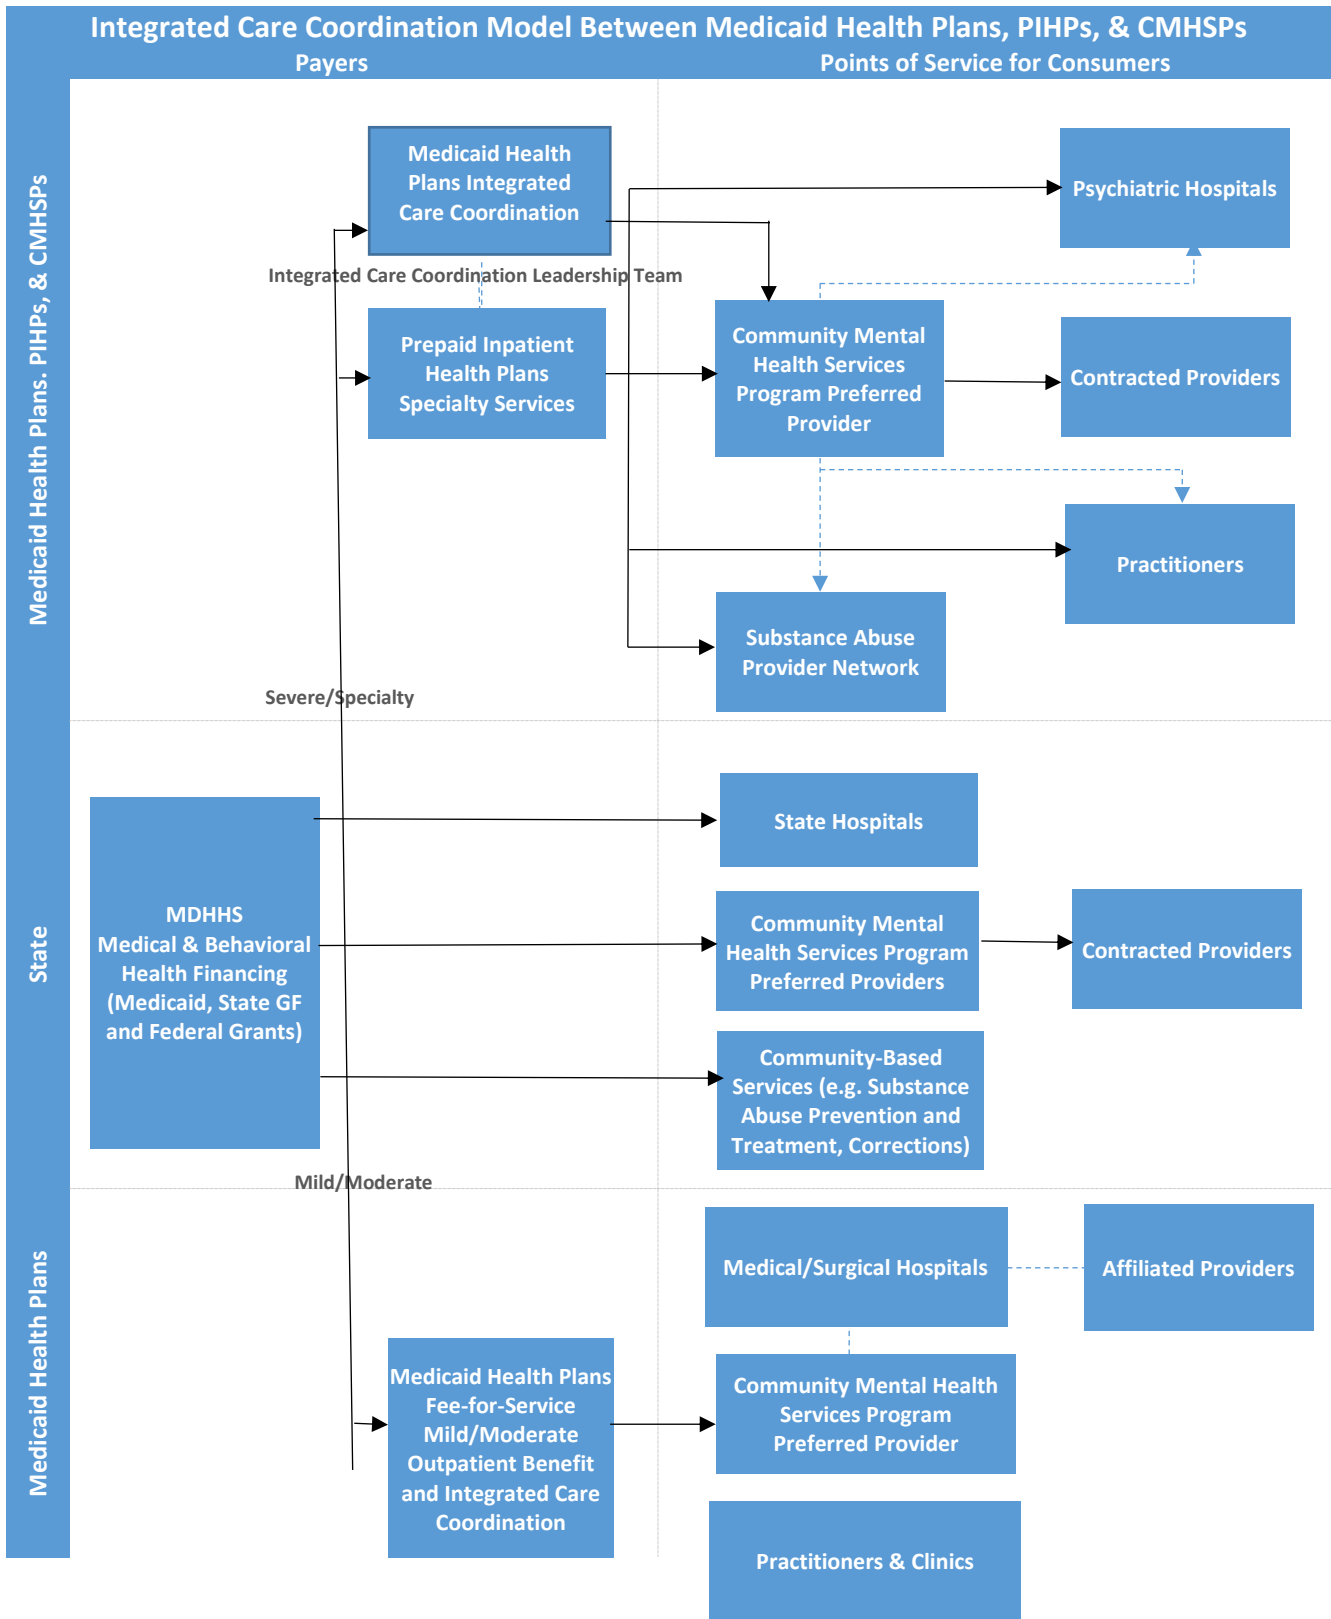 Integrated Care Coordination Model Between Medicaid Health Plans, PIHPs, & CMHSPs
Payers
Points of Service for Consumers
Medicaid Health Plans. PIHPs, & CMHSPs
Medicaid Health
Plans Integrated
Care Coordination
Psychiatric Hospitals
Integrated Care Coordination Leadership Team
Prepaid Inpatient
Health Plans
Specialty Services
Community Mental
Health Services
Program Preferred
Provider
Contracted Providers
Practitioners
Substance Abuse
Provider Network
Severe/Specialty
State
MDHHS
Medical & Behavioral
Health Financing
(Medicaid, State GF
and Federal Grants)
State Hospitals
Community Mental
Health Services Program
Preferred Providers
Contracted Providers
Community-Based
Services (e.g. Substance
Abuse Prevention and
Treatment, Corrections)
Mild/Moderate
Medicaid Health Plans
Medical/Surgical Hospitals
Affiliated Providers
Medicaid Health Plans
Fee-for-Service
Mild/Moderate
Outpatient Benefit
and Integrated Care
Coordination
Community Mental Health
Services Program
Preferred Provider
Practitioners & Clinics